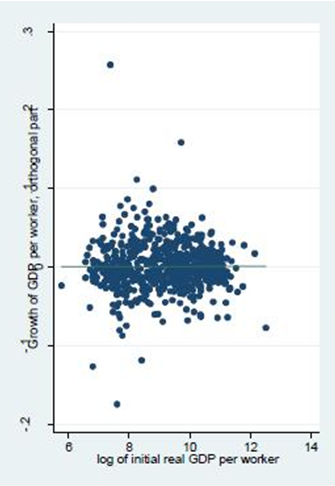 Growth of GDP per worker, orthogonal part
.3
.2
.1
0
-.1
-.2
6 8 10 12 14
log of initial real GDP per worker